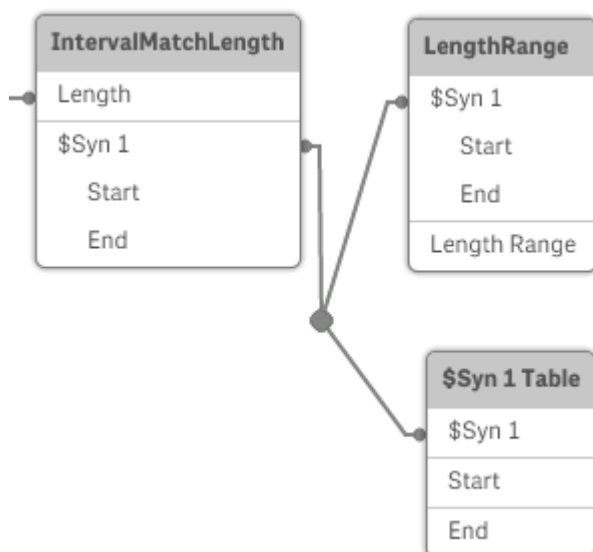 IntervalMatchLength
Length
$Syn 1
Start
End
LengthRange
$Syn 1
Start
End
Length Range
$Syn 1 Table
$Syn 1
Start
End